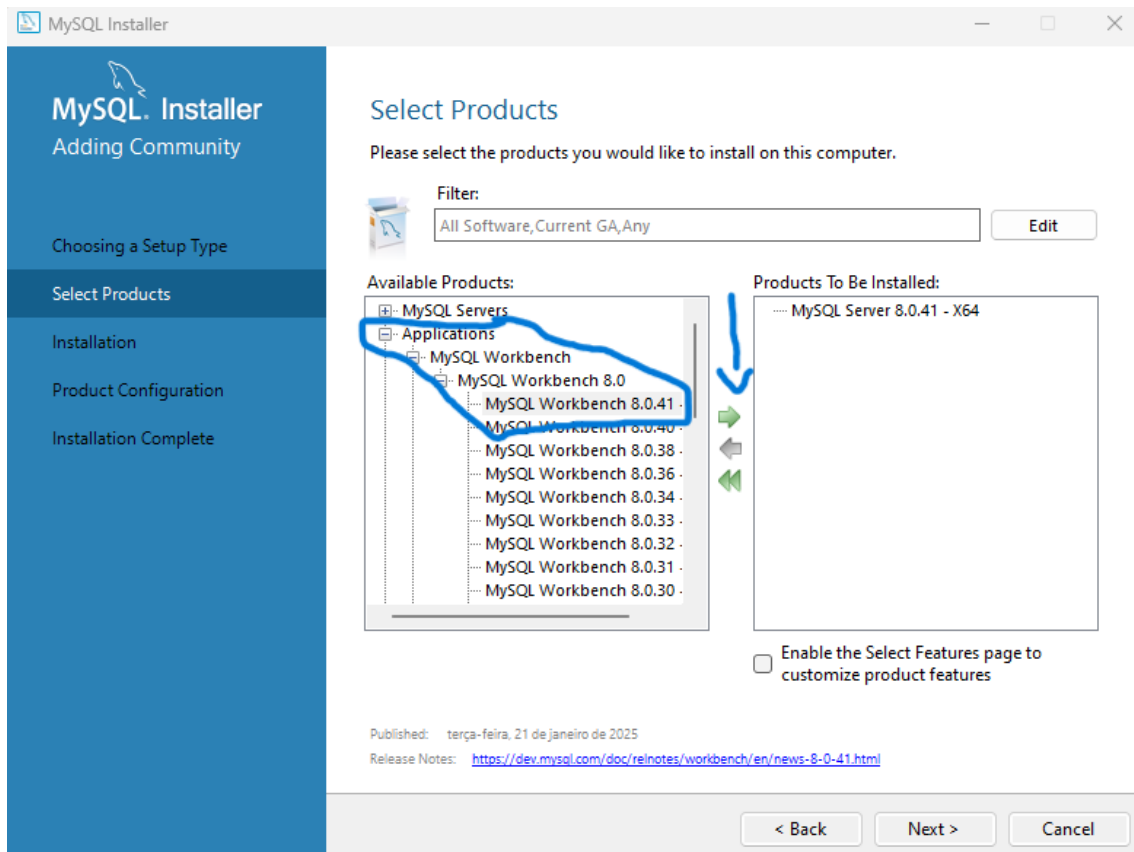 MySQL Installer
MySQL. Installer
Adding Community
Choosing a Setup Type
Select Products
Installation
Product Configuration
Installation Complete
Select Products
Please select the products you would like to install on this computer.
Filter:
All Software,Current GA,Any
Edit
Available Products:
MySQL Servers
Applications
MySQL Workbench
MySQL Workbench 8.0
MySQL Workbench 8.0.41 -
MySQL Workbench 8.0.40 -
MySQL Workbench 8.0.38 -
MySQL Workbench 8.0.36 -
MySQL Workbench 8.0.34 -
MySQL Workbench 8.0.33 -
MySQL Workbench 8.0.32 -
MySQL Workbench 8.0.31 -
MySQL Workbench 8.0.30 -
Products To Be Installed:
MySQL Server 8.0.41 - X64
Enable the Select Features page to
customize product features
Published: terça-feira, 21 de janeiro de 2025
Release Notes: https://dev.mysql.com/doc/relnotes/workbench/en/news-8-0-41.html
< Back
Next >
Cancel